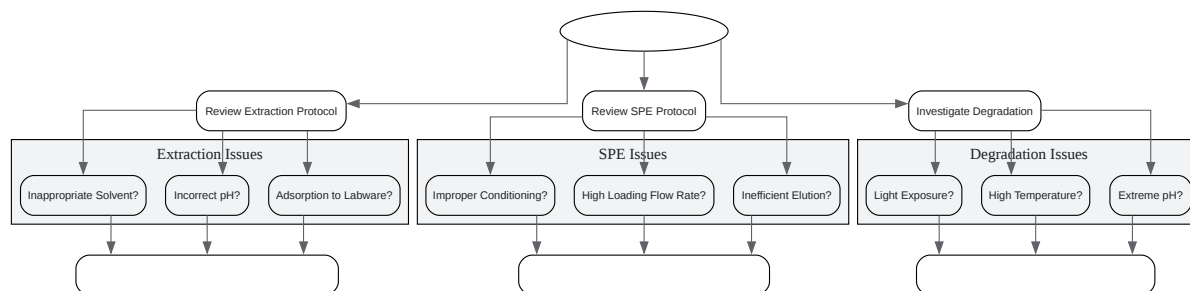 Review Extraction Protocol
Review SPE Protocol
Investigate Degradation
Extraction Issues
SPE Issues
Degradation Issues
Inappropriate Solvent?
Incorrect pH?
Adsorption to Labware?
Improper Conditioning?
High Loading Flow Rate?
Inefficient Elution?
Light Exposure?
High Temperature?
Extreme pH?